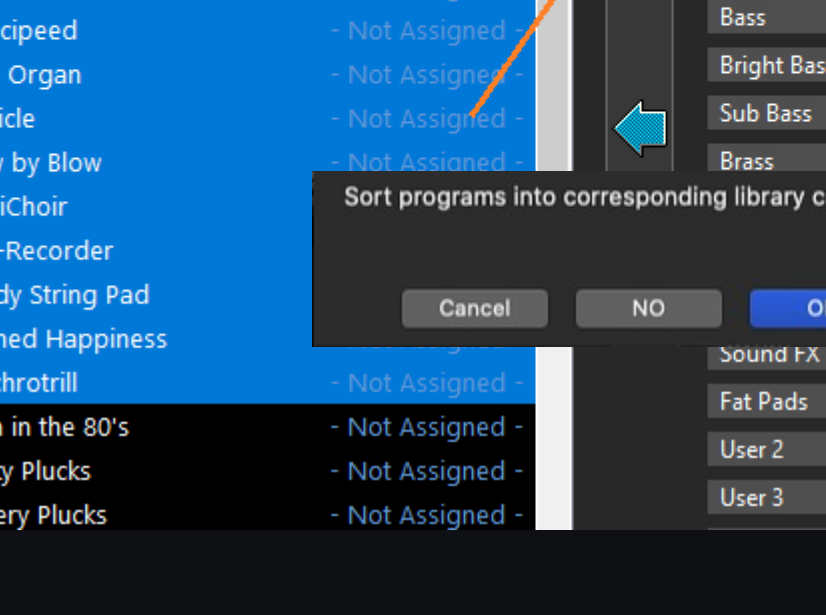 cipeed - Not Assigned -
Organ - Not Assigned -
icle - Not Assigned -
by Blow - Not Assigned -
iChoir
-Recorder
dy String Pad
ned Happiness
chrotrill - Not Assigned -
in the 80's - Not Assigned -
y Plucks - Not Assigned -
ery Plucks - Not Assigned -
Bass
Bright Bas
Sub Bass
Brass
Sort programs into corresponding library c
Cancel NO O
Sound FX
Fat Pads
User 2
User 3